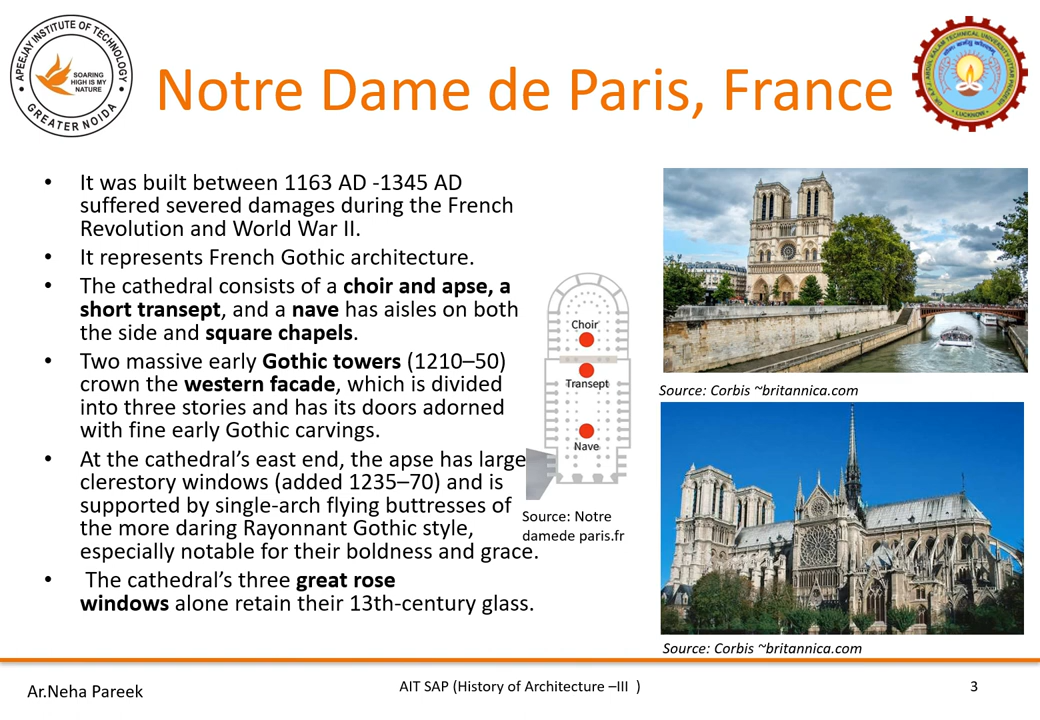 APEEJAY INSTITUTE OF TECHNOLOGY
SOARING
HIGH IS MY
NATURE
GREATER NOIDA
Notre Dame de Paris, France
LUCKNOW
• It was built between 1163 AD -1345 AD
suffered severed damages during the French
Revolution and World War II.
• It represents French Gothic architecture.
• The cathedral consists of a choir and apse, a
short transept, and a nave has aisles on both
the side and square chapels.
• Two massive early Gothic towers (1210–50)
crown the western facade, which is divided
into three stories and has its doors adorned
with fine early Gothic carvings.
• At the cathedral’s east end, the apse has large
clerestory windows (added 1235–70) and is
supported by single-arch flying buttresses of
the more daring Rayonnant Gothic style,
especially notable for their boldness and grace.
• The cathedral’s three great rose
windows alone retain their 13th-century glass.
Choir
Transept
Nave
Source: Notre
damede paris.fr
Source: Corbis ~britannica.com
Source: Corbis ~britannica.com
Ar.Neha Pareek
AIT SAP (History of Architecture –III )
3